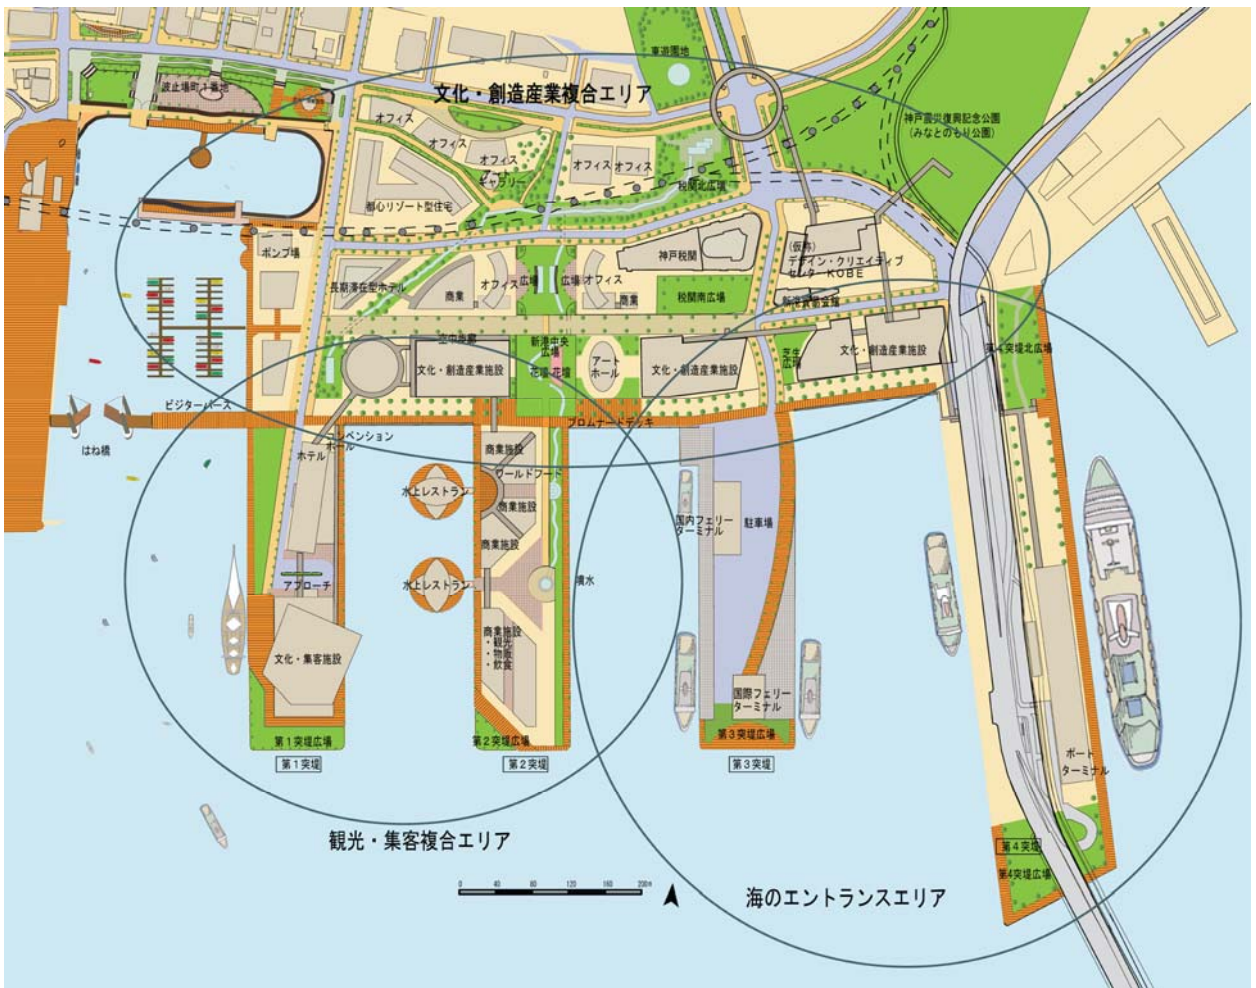 東遊園地
波止場町1番地
文化・創造産業複合エリア
オフィス
オフィス
オフィス
アート
ギャラリー
オフィス
オフィス
神戸震災復興記念公園
(みなとのもり公園)
税関北広場
都心リゾート型住宅
ポンプ場
神戸税関
(仮称)
デザイン・クリエイティブ
センターKOBE
長期滞在型ホテル
商業
オフィス
広場
広場
オフィス
商業
税関南広場
新港貿易会館
空中歩廊
新港中央
広場
花壇
花壇
アート
ホール
文化・創造産業施設
文化・創造産業施設
芝生
広場
文化・創造産業施設
第4突堤北広場
ビジターバース
はね橋
プロムナードデッキ
コンベンション
ホール
ホテル
商業施設
ワールドフード
水上レストラン
商業施設
商業施設
国内フェリー
ターミナル
駐車場
アプローチ
水上レストラン
噴水
文化・集客施設
商業施設
・観光
・物販
・飲食
国際フェリー
ターミナル
第1突堤広場
第2突堤広場
第3突堤広場
第1突堤
第2突堤
第3突堤
ポート
ターミナル
観光・集客複合エリア
第4突堤
第4突堤広場
0 40 80 120 160 200m
海のエントランスエリア